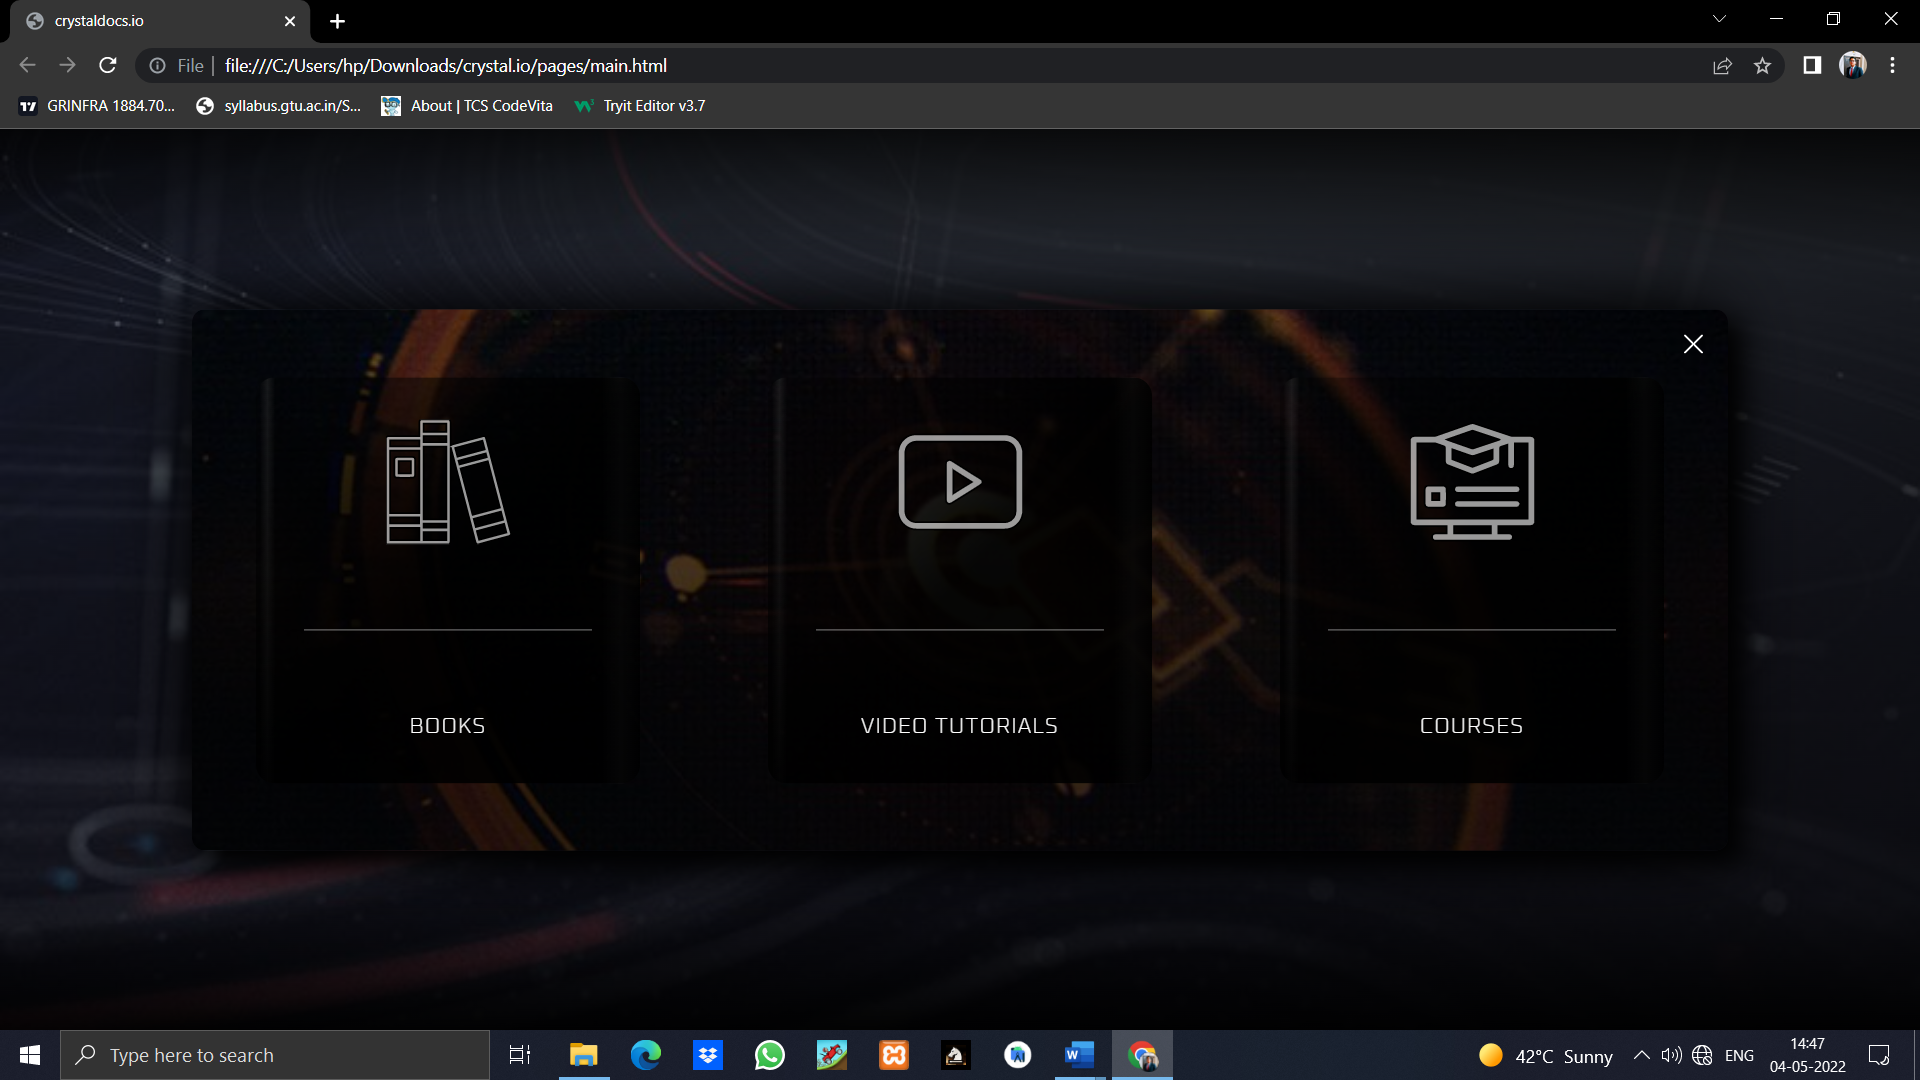 crystaldocs.io
File
file:///C:/Users/hp/Downloads/crystal.io/pages/main.html
GRINFRA 1884.70...
syllabus.gtu.ac.in/S...
About | TCS CodeVita
Tryit Editor v3.7
BOOKS
VIDEO TUTORIALS
COURSES
Type here to search
42°C Sunny
ENG
14:47
04-05-2022